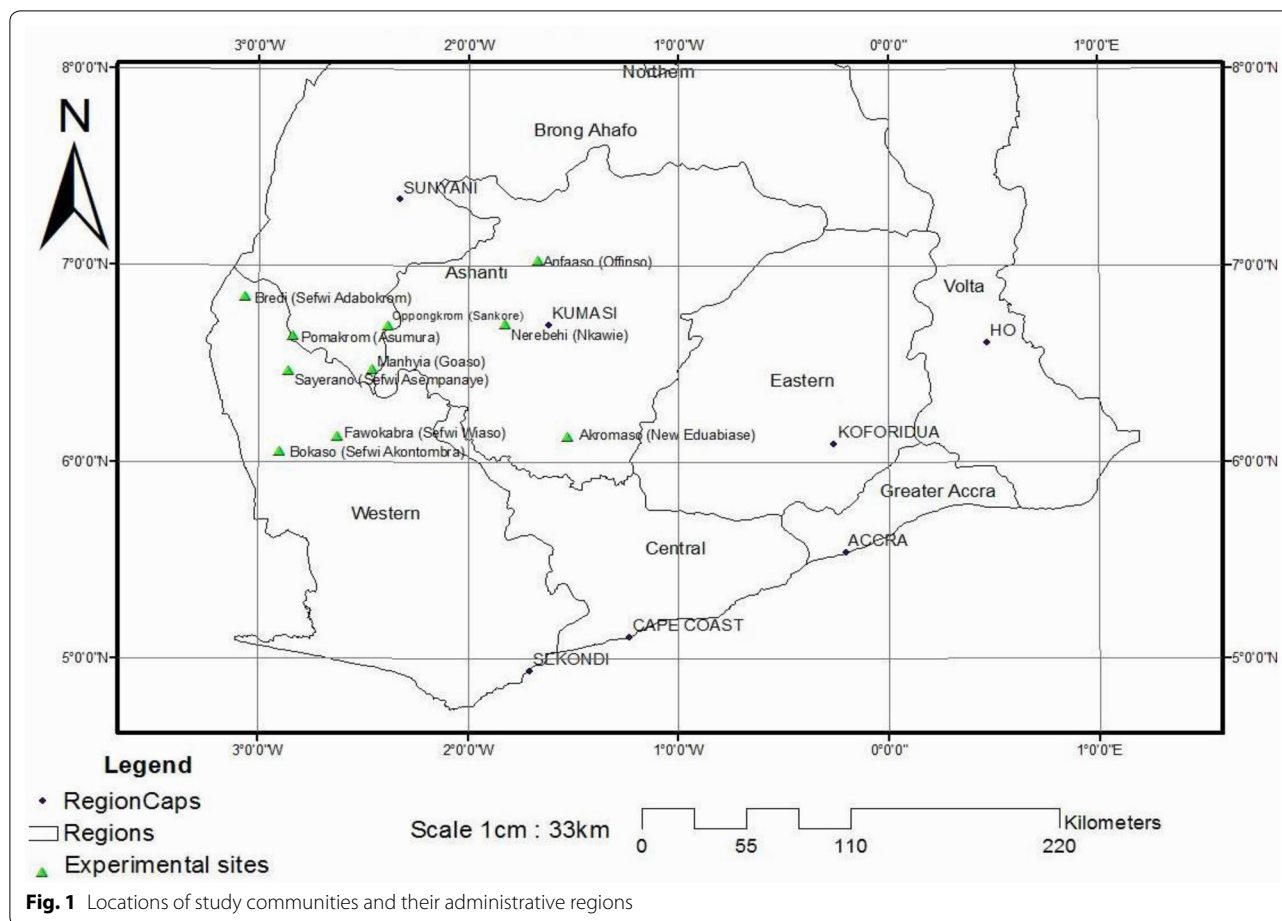 3°0'0"W 2°0'0"W 1°0'0"W 0°0'0" 1°0'0"E
8°0'0"N 8°0'0"N
Northern
N
Brong Ahafo
SUNYANI
7°0'0"N 7°0'0"N
Anfaaso (Offinso)
Ashanti
Volta
Bredi (Sefwi Adabokrom)
Oppongkrom (Sankore)
KUMASI
Pomakrom (Asumura)
Nerebehi (Nkawie)
HO
Manhyia (Goaso)
Sayerano (Sefwi Asempanaye)
Eastern
Fawokabra (Sefwi Wiaso)
Akromaso (New Eduabiase)
KOFORIDUA
Bokaso (Sefwi Akontombra)
6°0'0"N 6°0'0"N
Greater Accra
Western
Central
ACCRA
CAPE COAST
5°0'0"N 5°0'0"N
SEKONDI
3°0'0"W 2°0'0"W 1°0'0"W 0°0'0" 1°0'0"E
Legend
RegionCaps
Regions
Experimental sites
Scale 1cm : 33km
Kilometers
0 55 110 220
Fig. 1 Locations of study communities and their administrative regions